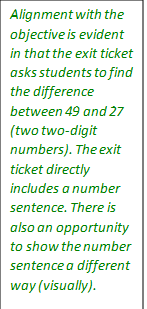 Alignment with the
objective is evident
in that the exit ticket
asks students to find
the difference
between 49 and 27
(two two-digit
numbers). The exit
ticket directly
includes a number
sentence. There is
also an opportunity
to show the number
sentence a different
way (visually).